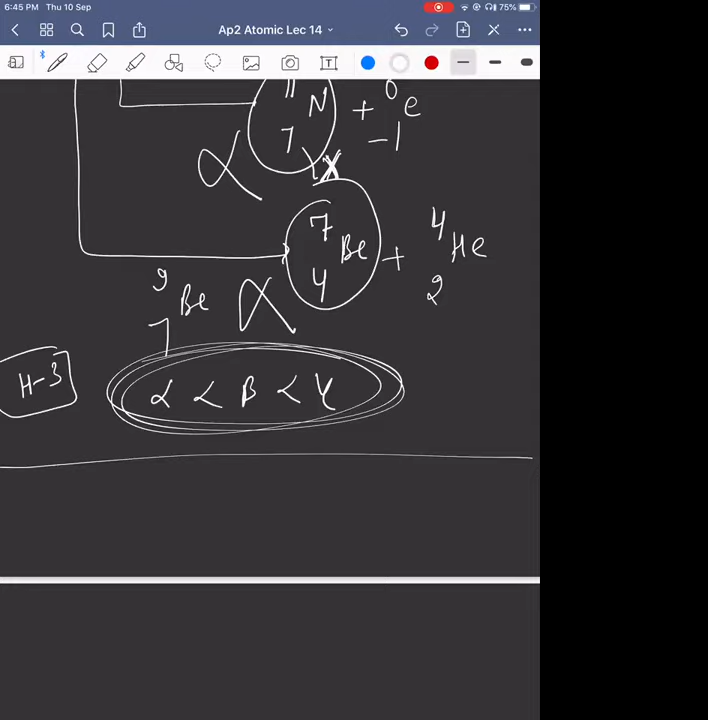 6:45 PM Thu 10 Sep 75%
Ap2 Atomic Lec 14
11 N + 0 e
7 -1
7 Be + 4 He
4 2
9 Be
7
H-3
α < β < γ